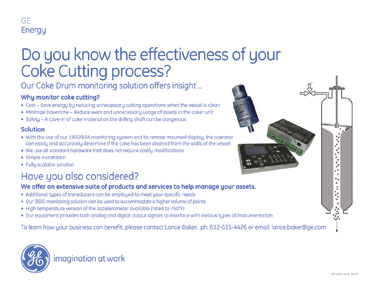 GE
Energy
Do you know the effectiveness of your
Coke Cutting process?
Our Coke Drum monitoring solution offers insight...
Why monitor coke cutting?
• Cost – Save energy by reducing unnecessary cutting operations when the vessel is clean
• Minimize Downtime – Reduce wear and unnecessary usage of assets in the coker unit
• Safety – A cave-in of coke material on the drilling shaft can be dangerous
Solution
• With the use of our 1900/65A monitoring system and its remote mounted display, the operator
can easily and accurately determine if the coke has been cleaned from the walls of the vessel
• We use all standard hardware that does not require costly modifications
• Simple installation
• Fully scalable solution
Have you also considered?
We offer an extensive suite of products and services to help manage your assets.
• Additional types of transducers can be employed to meet your specific needs
• Our 3500 monitoring solution can be used to accommodate a higher volume of points
• High temperature version of the accelerometer available (rated to 750°F)
• Our equipment provides both analog and digital output signals to interface with various types of instrumentation
To learn how your business can benefit, please contact Lance Baker. ph: 832-615-4426 or email: lance.baker@ge.com
GE
imagination at work